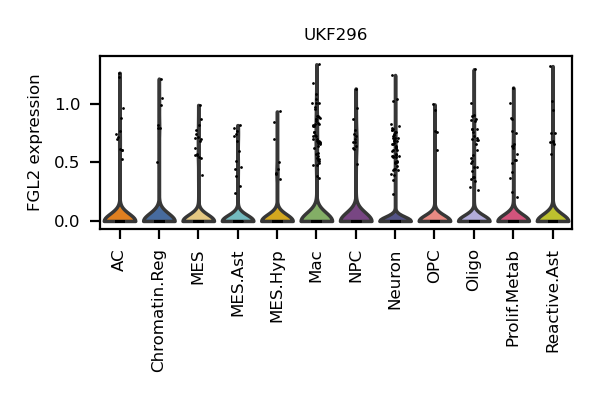 UKF296
FGL2 expression
1.0
0.5
0.0
AC
Chromatin.Reg
MES
MES.Ast
MES.Hyp
Mac
NPC
Neuron
OPC
Oligo
Prolif.Metab
Reactive.Ast